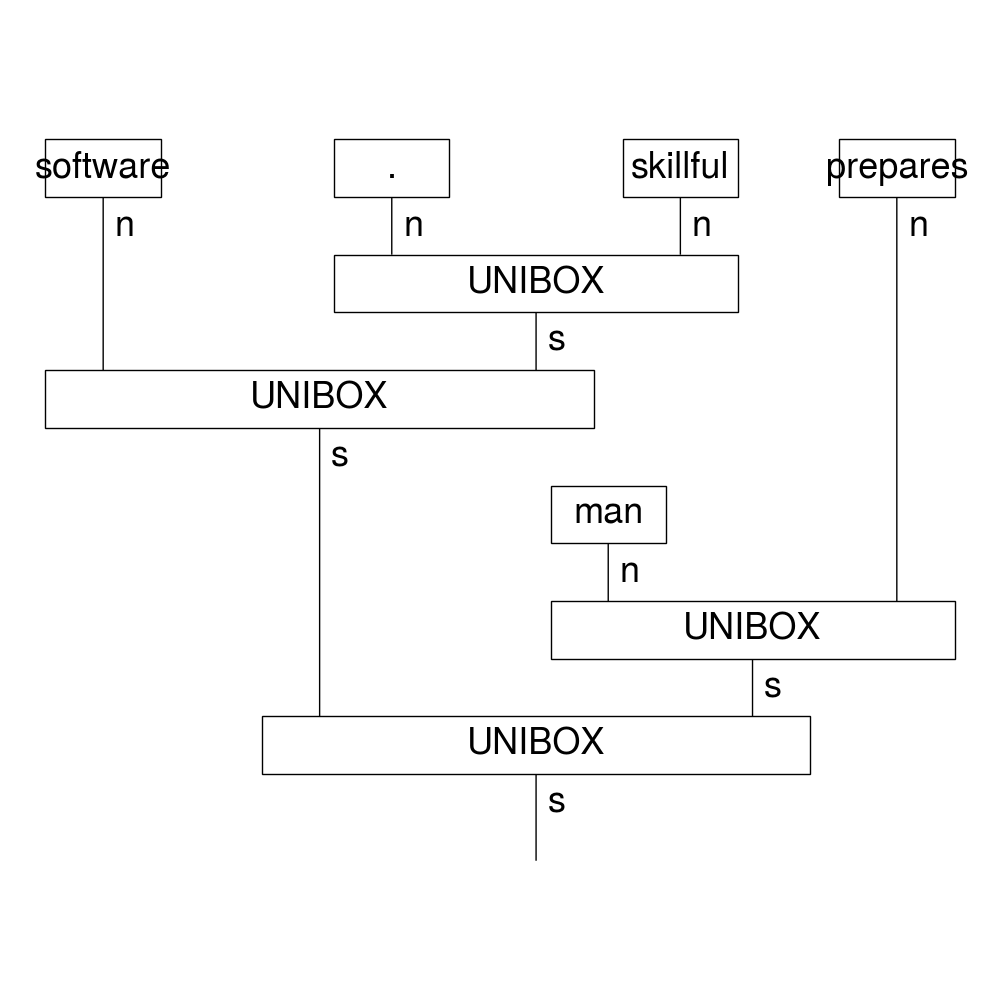 software . skillful prepares
n n n n
UNIBOX
s
UNIBOX
s
man
n
UNIBOX
s
UNIBOX
s